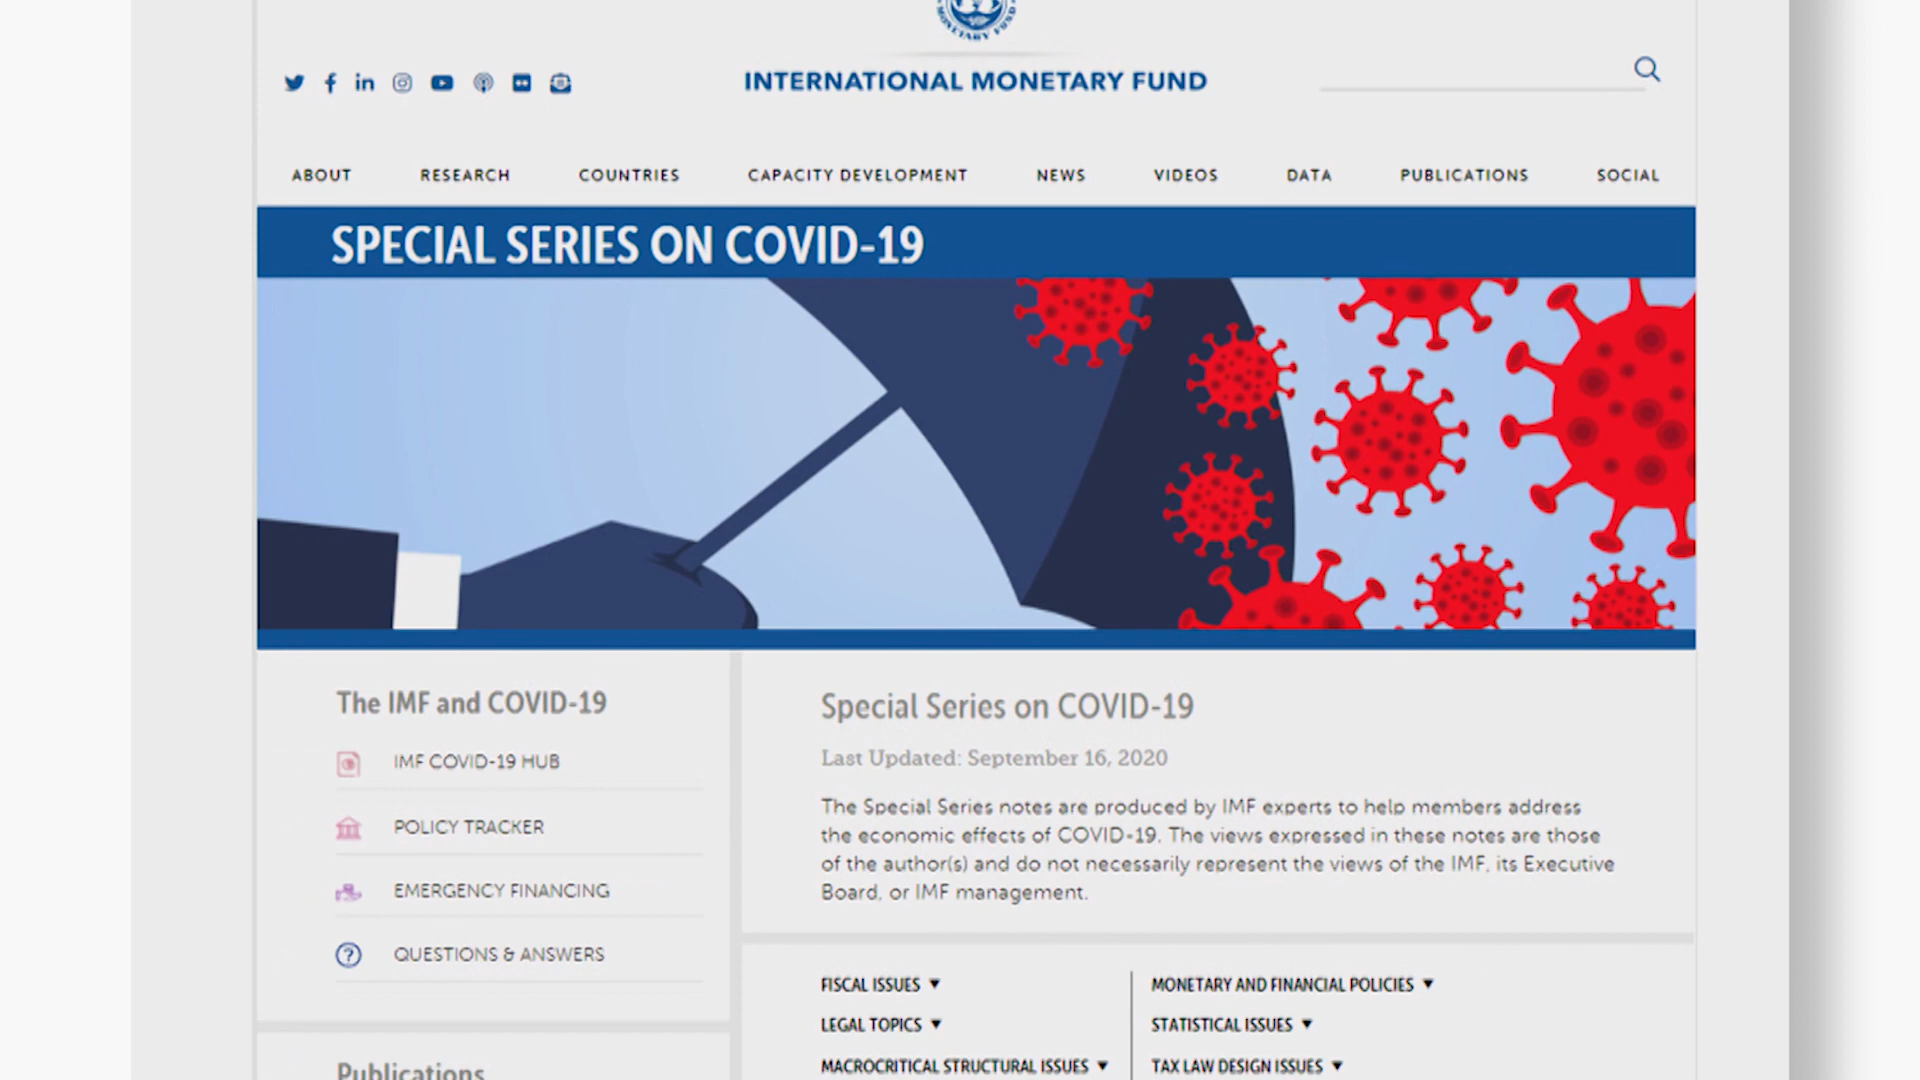 MONETARY FUND
INTERNATIONAL MONETARY FUND
ABOUT RESEARCH COUNTRIES CAPACITY DEVELOPMENT NEWS VIDEOS DATA PUBLICATIONS SOCIAL
SPECIAL SERIES ON COVID-19
The IMF and COVID-19
IMF COVID-19 HUB
POLICY TRACKER
EMERGENCY FINANCING
QUESTIONS & ANSWERS
Publications
Special Series on COVID-19
Last Updated: September 16, 2020
The Special Series notes are produced by IMF experts to help members address
the economic effects of COVID-19. The views expressed in these notes are those
of the author(s) and do not necessarily represent the views of the IMF, its Executive
Board, or IMF management.
FISCAL ISSUES ▼
LEGAL TOPICS ▼
MACROCRITICAL STRUCTURAL ISSUES ▼
MONETARY AND FINANCIAL POLICIES ▼
STATISTICAL ISSUES ▼
TAX LAW DESIGN ISSUES ▼